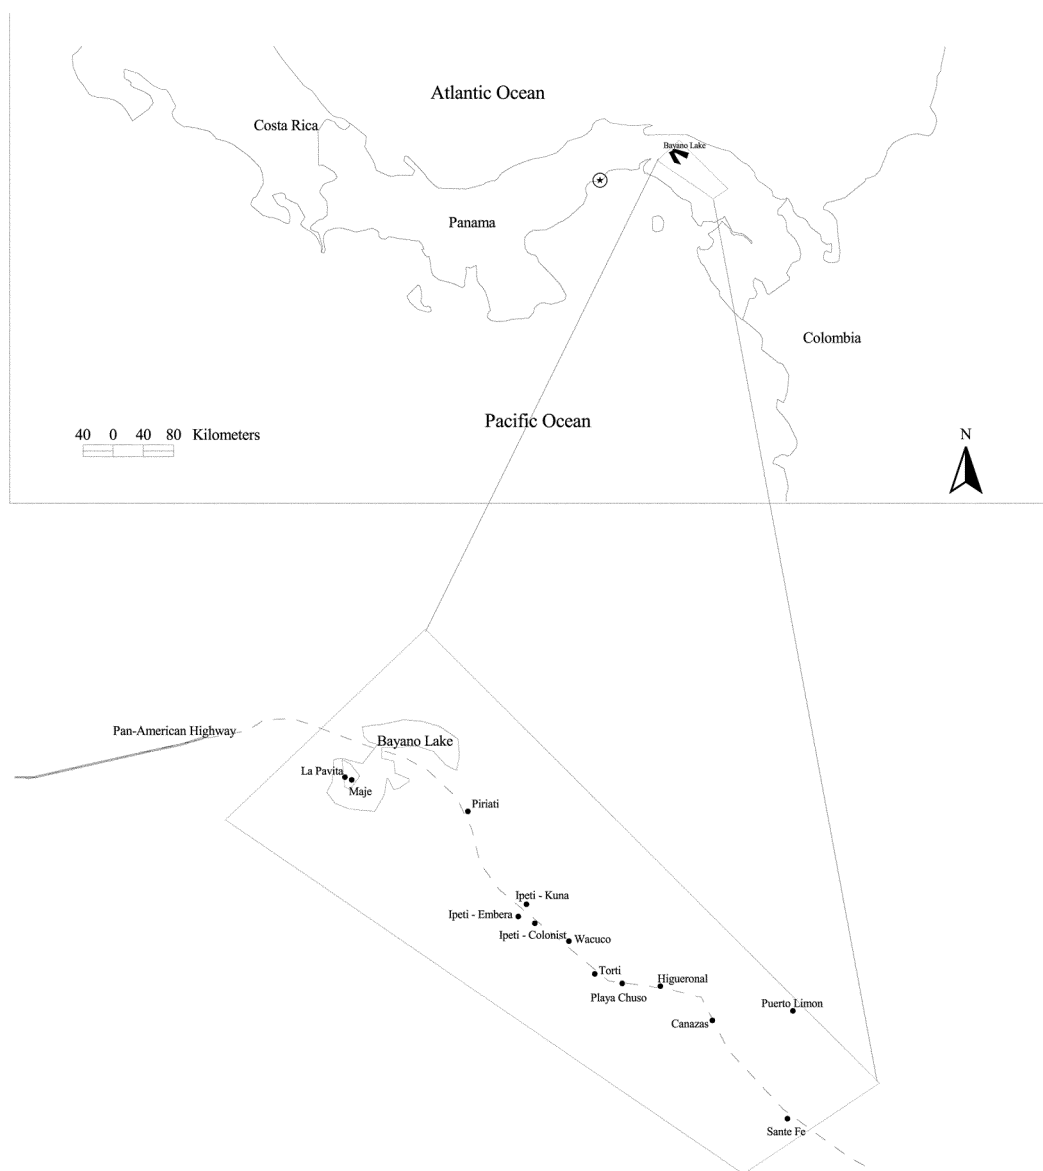 Atlantic Ocean
Costa Rica
Bayano Lake
Panama
Colombia
Pacific Ocean
40 0 40 80 Kilometers
N
Pan-American Highway
Bayano Lake
La Pavita
Maje
Piriati
Ipeti - Kuna
Ipeti - Embera
Ipeti - Colonist
Wacuco
Torti
Higueronal
Playa Chuso
Puerto Limon
Canazas
Sante Fe